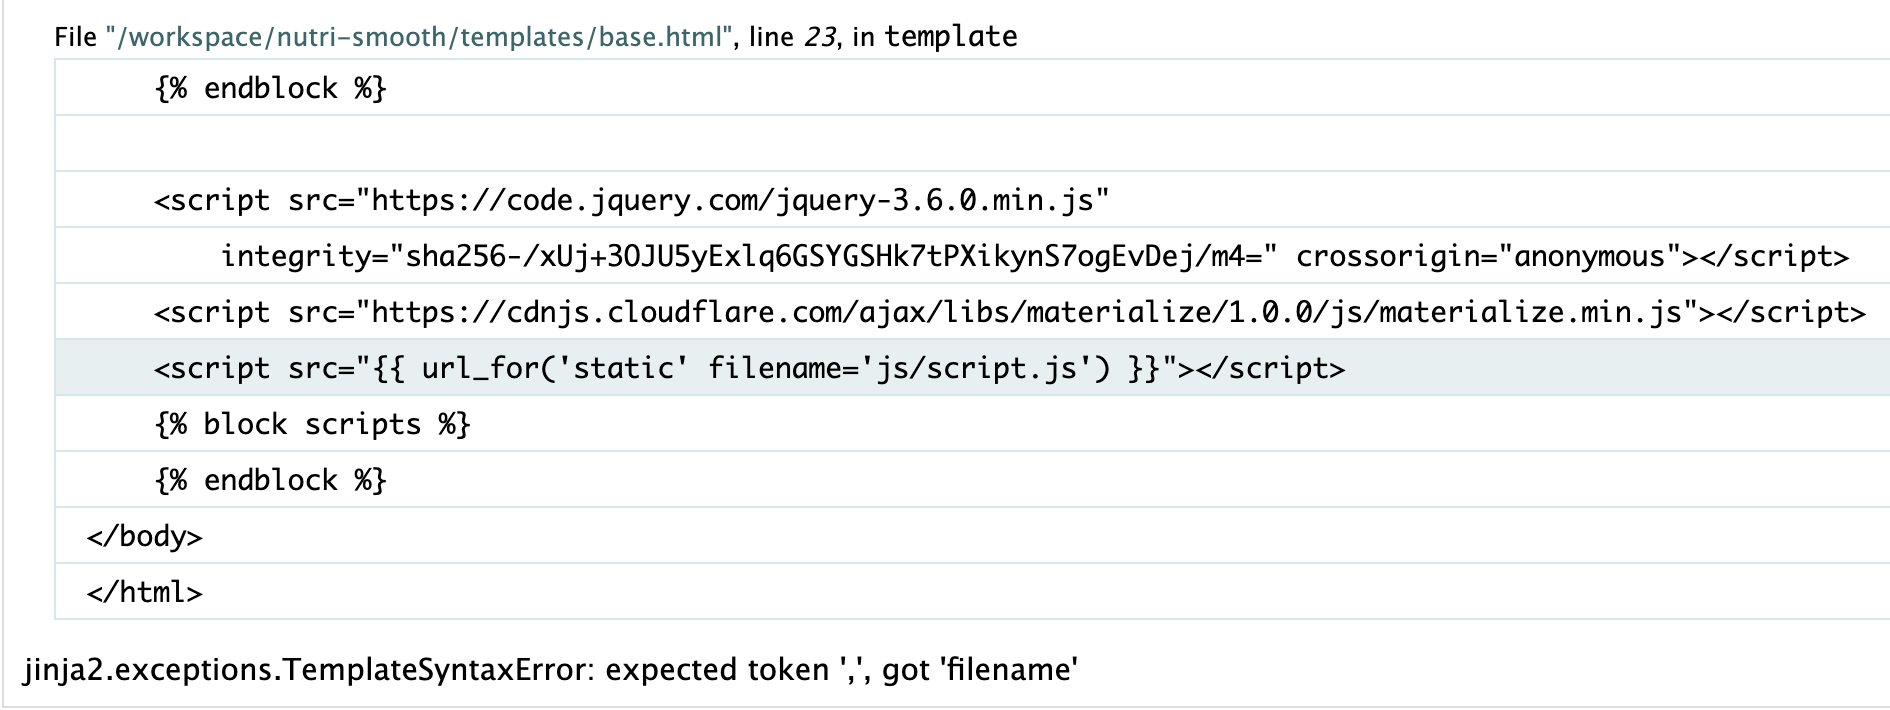 File "/workspace/nutri-smooth/templates/base.html", line 23, in template
{% endblock %}
<script src="https://code.jquery.com/jquery-3.6.0.min.js"
integrity="sha256-/xUj+3OJU5yExlq6GSYGSHk7tPXikynS7ogEvDej/m4=" crossorigin="anonymous"></script>
<script src="https://cdnjs.cloudflare.com/ajax/libs/materialize/1.0.0/js/materialize.min.js"></script>
<script src="{{ url_for('static' filename='js/script.js') }}"></script>
{% block scripts %}
{% endblock %}
</body>
</html>
jinja2.exceptions.TemplateSyntaxError: expected token ',', got 'filename'